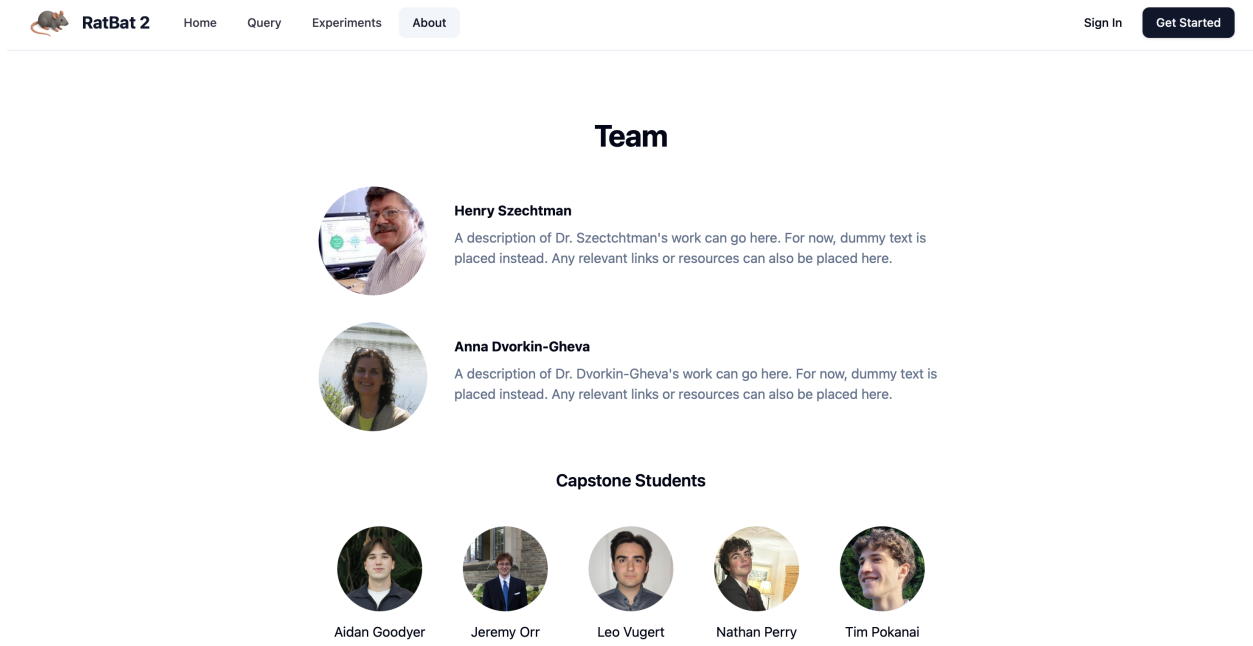 RatBat 2
Home
Query
Experiments
About
Sign In
Get Started
Team
Henry Szechtman
A description of Dr. Szectchtman's work can go here. For now, dummy text is
placed instead. Any relevant links or resources can also be placed here.
Anna Dvorkin-Gheva
A description of Dr. Dvorkin-Gheva's work can go here. For now, dummy text is
placed instead. Any relevant links or resources can also be placed here.
Capstone Students
Aidan Goodyer
Jeremy Orr
Leo Vugert
Nathan Perry
Tim Pokanai